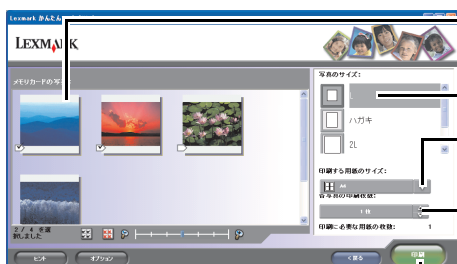 Lexmark かんたん
LEXMARK
メモリカードの写真
写真のサイズ:
L
ハガキ
2L
印刷する用紙のサイズ:
A4
各写真の印刷枚数:
1 枚
2 / 4 を選
択しました
印刷に必要な用紙の枚数: 1
ヒント
オプション
< 戻る
印刷